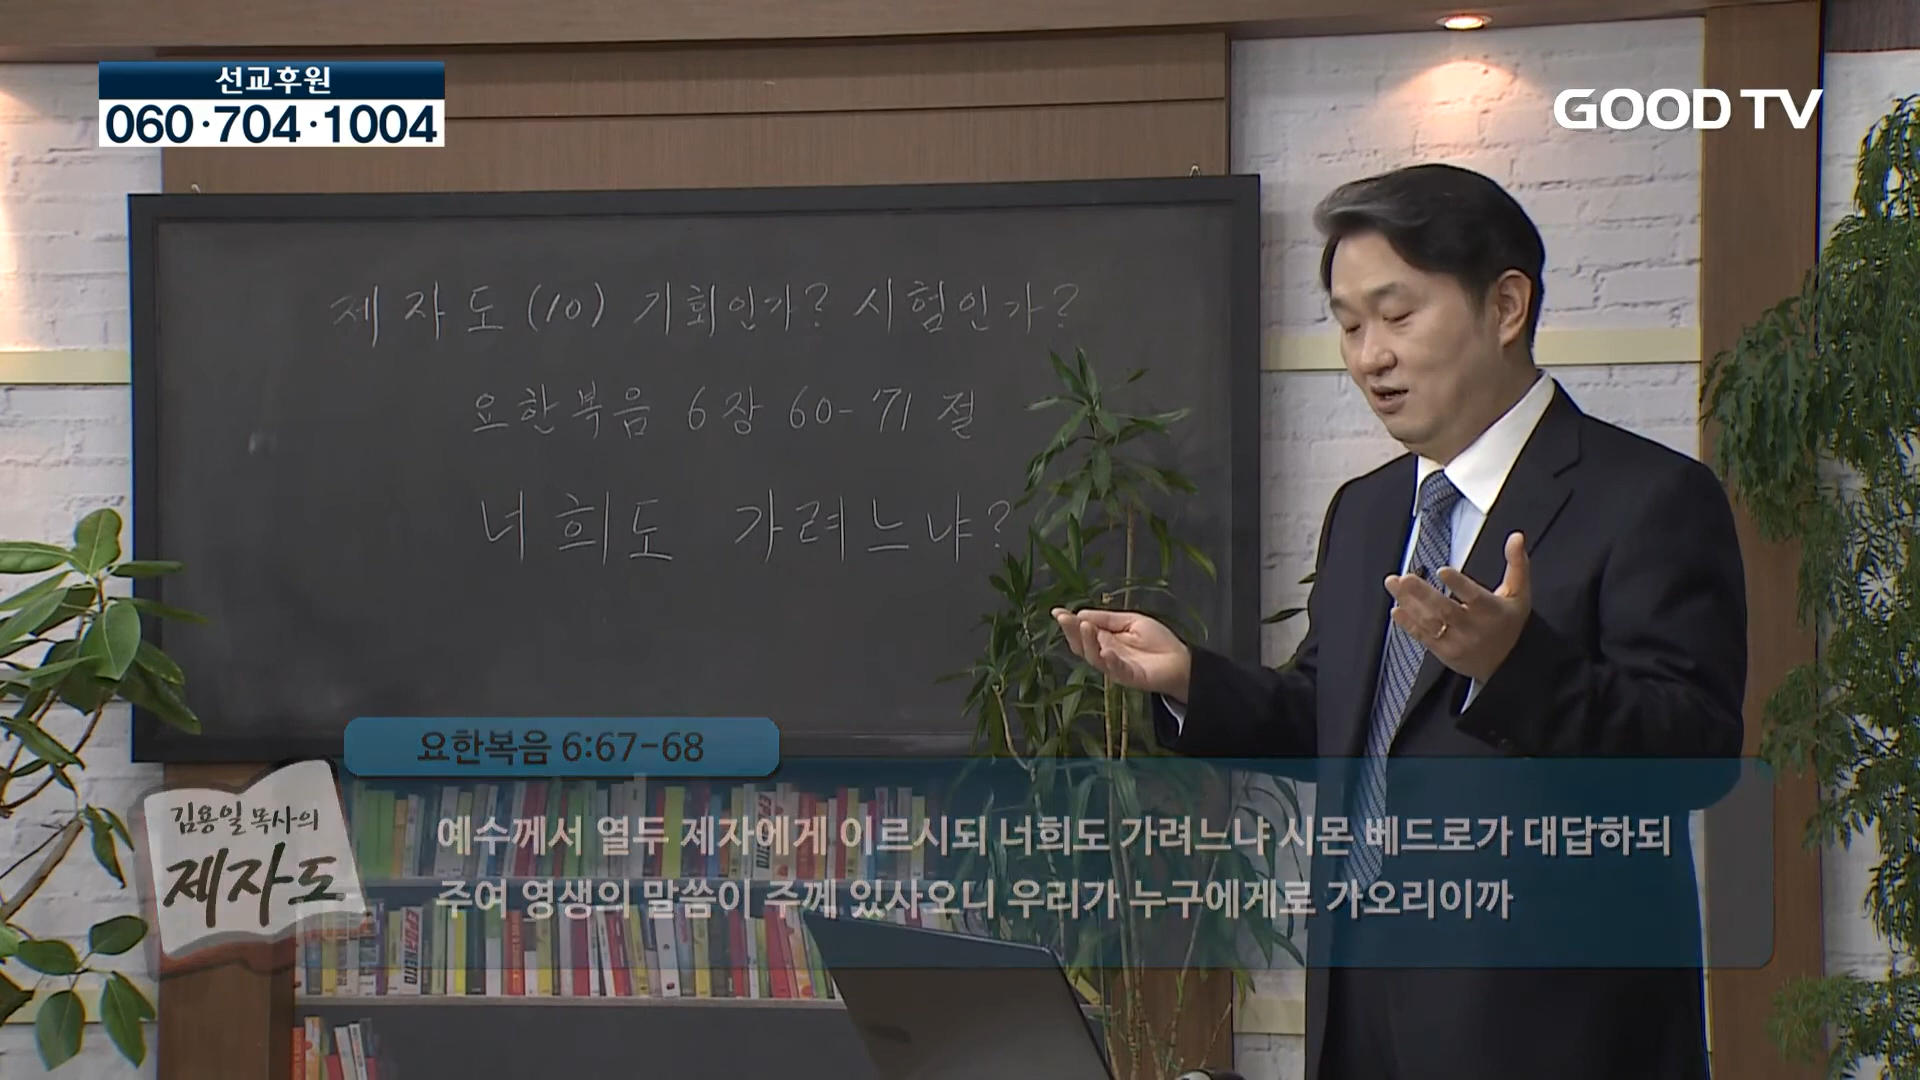 선교후원
060·704·1004
GOOD TV
제자도(10) 기회인가? 시험인가?
요한복음 6장 60-71절
너희도 가려느냐?
요한복음 6:67-68
김용일 목사의
제자도
예수께서 열두 제자에게 이르시되 너희도 가려느냐 시몬 베드로가 대답하되
주여 영생의 말씀이 주께 있사오니 우리가 누구에게로 가오리이까